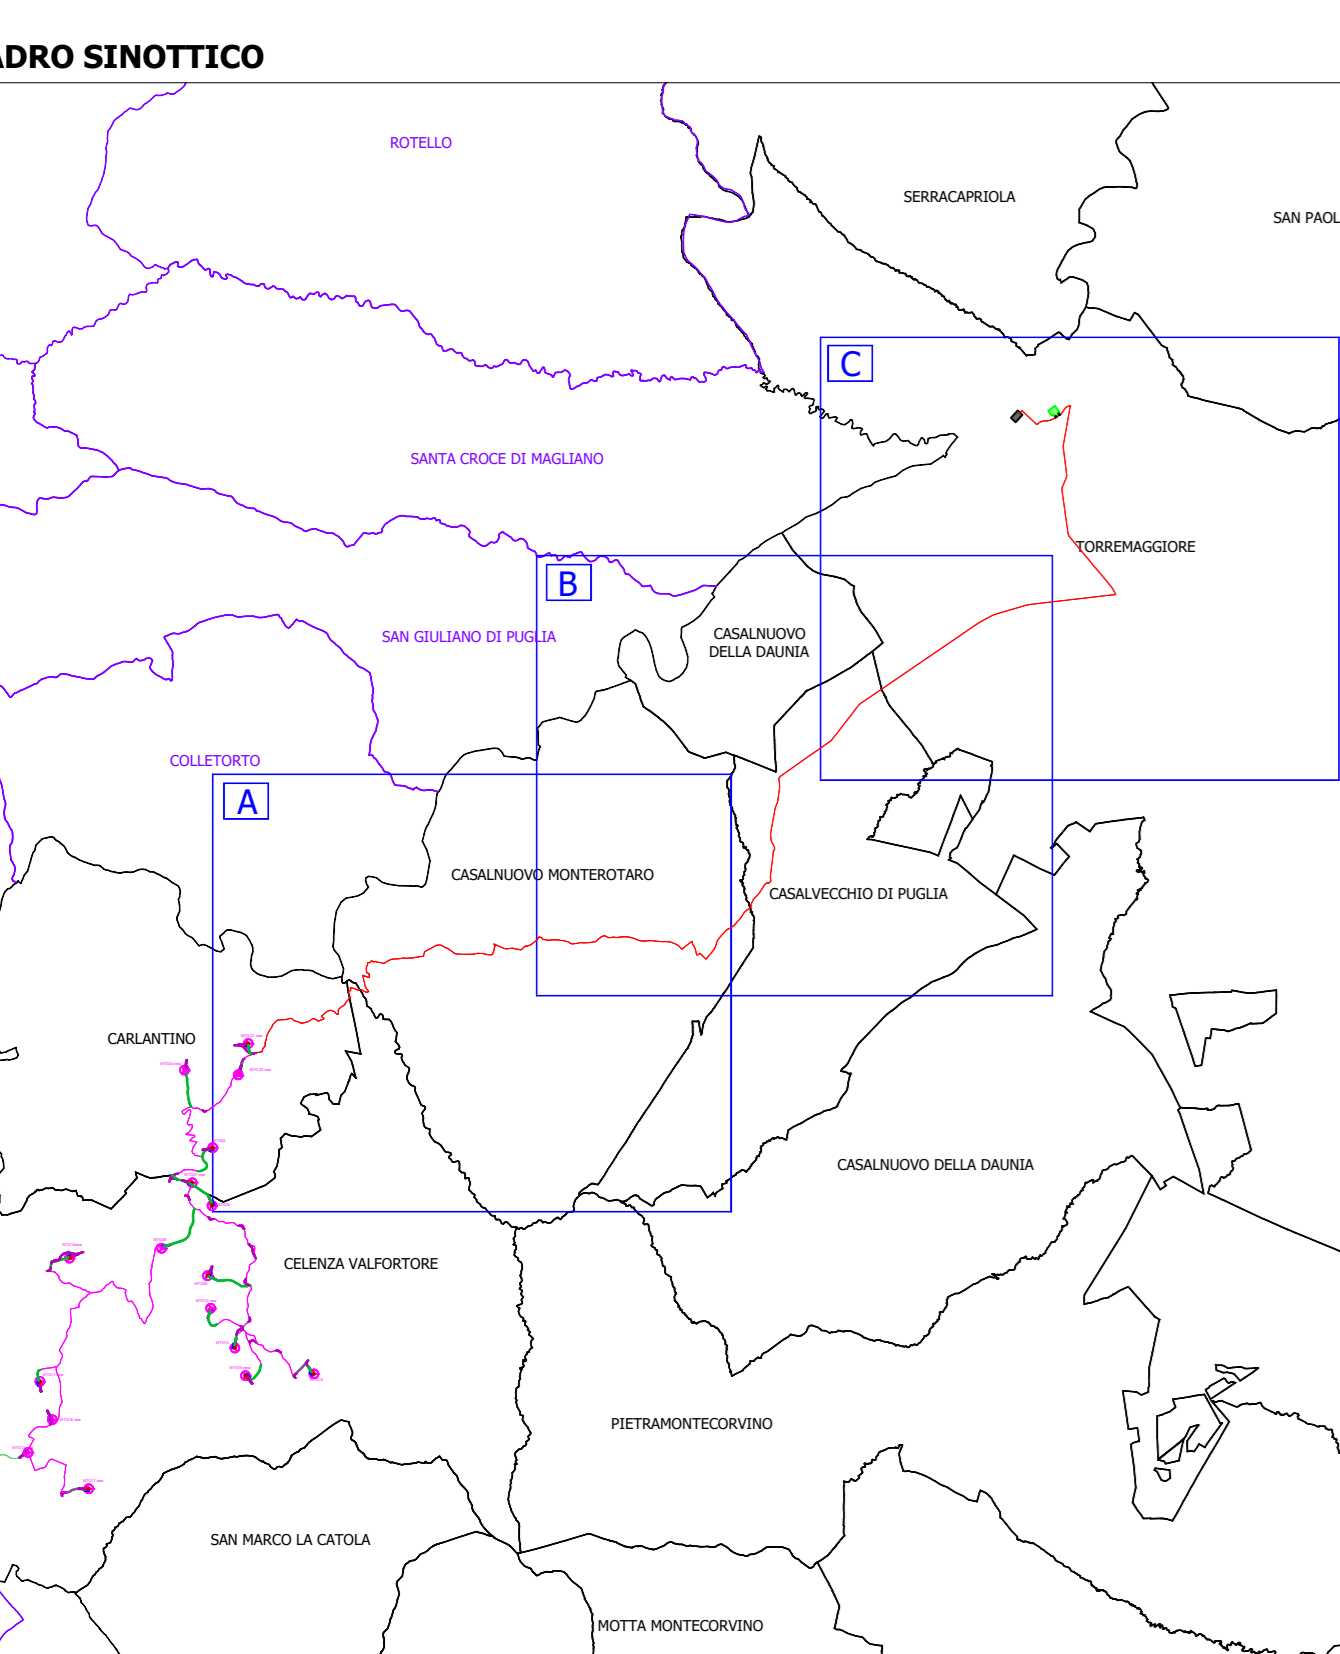 ADRO SINOTTICO
ROTELLO
SERRACAPRIOLA
SAN PAOL
C
SANTA CROCE DI MAGLIANO
TORREMAGGIORE
B
SAN GIULIANO DI PUGLIA
CASALNUOVO
DELLA DAUNIA
COLLETORTO
A
CASALNUOVO MONTEROTARO
CASALVECCHIO DI PUGLIA
CARLANTINO
CASALNUOVO DELLA DAUNIA
CELENZA VALFORTORE
PIETRAMONTECORVINO
SAN MARCO LA CATOLA
MOTTA MONTECORVINO